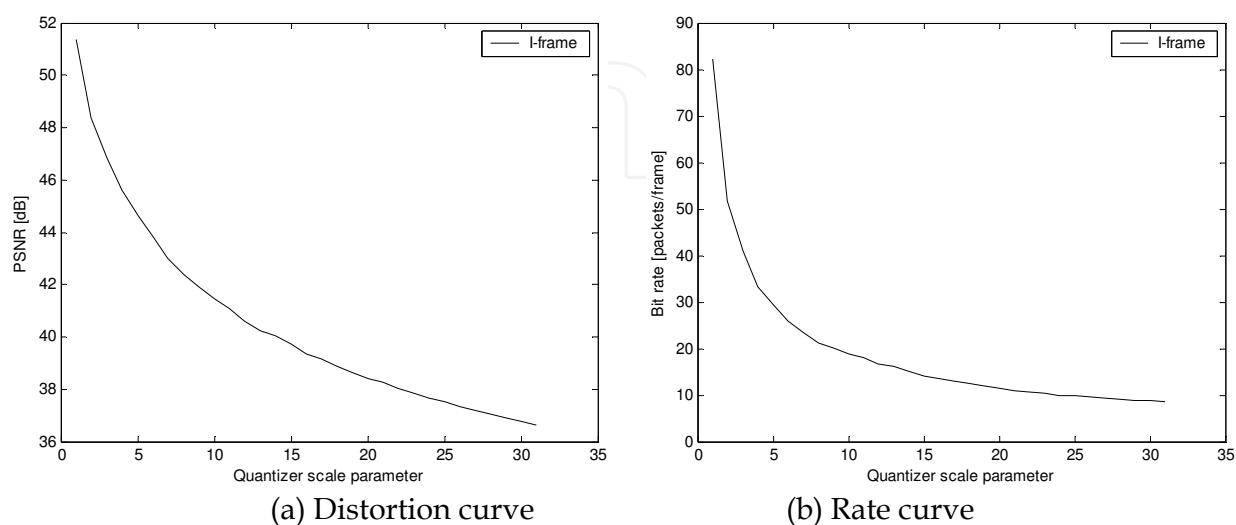 52
50
48
46
44
42
40
38
36
PSNR [dB]
I-frame
0 5 10 15 20 25 30 35
Quantizer scale parameter
(a) Distortion curve
90
80
70
60
50
40
30
20
10
0
Bit rate [packets/frame]
I-frame
0 5 10 15 20 25 30 35
Quantizer scale parameter
(b) Rate curve